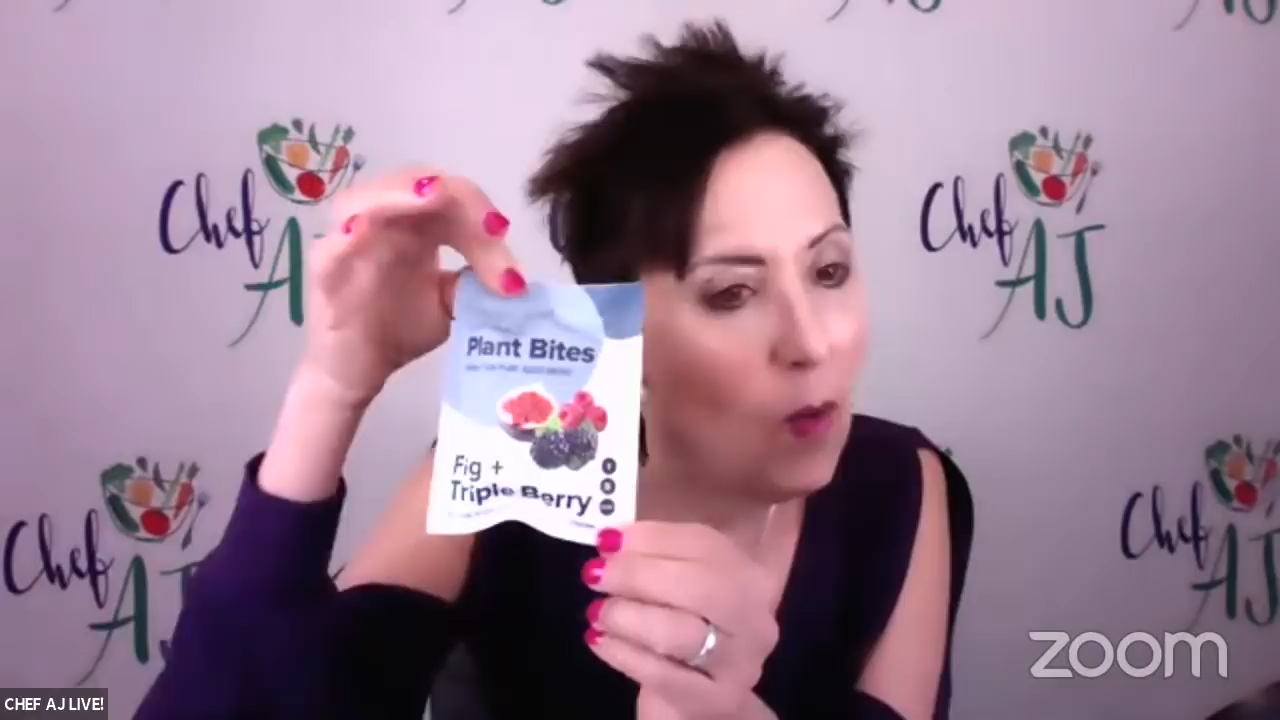 Chef
AJ
Chef
AJ
Plant Bites
Fig +
Triple Berry
Chef
AJ
Chef
AJ
zoom
CHEF AJ LIVE!